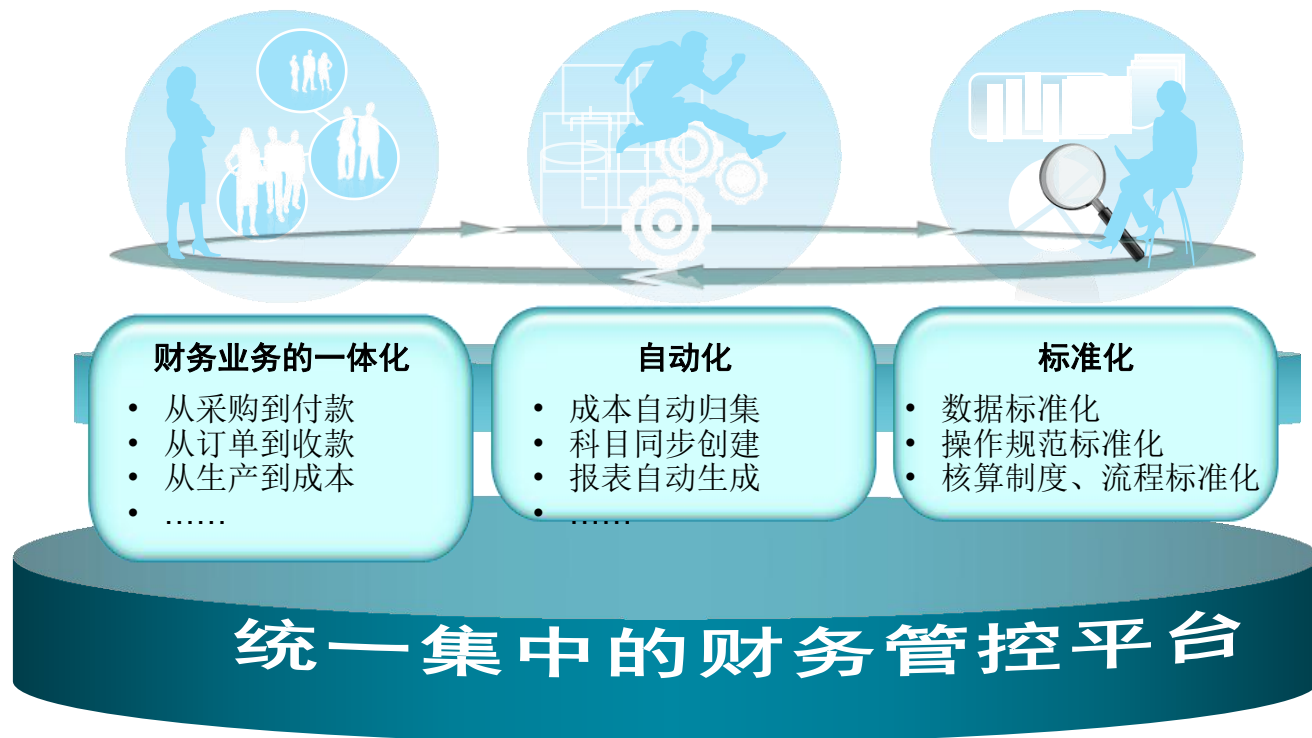 财务业务的一体化
• 从采购到付款
• 从订单到收款
• 从生产到成本
• ……
自动化
• 成本自动归集
• 科目同步创建
• 报表自动生成
• ……
标准化
• 数据标准化
• 操作规范标准化
• 核算制度、流程标准化
统一集中的财务管控平台